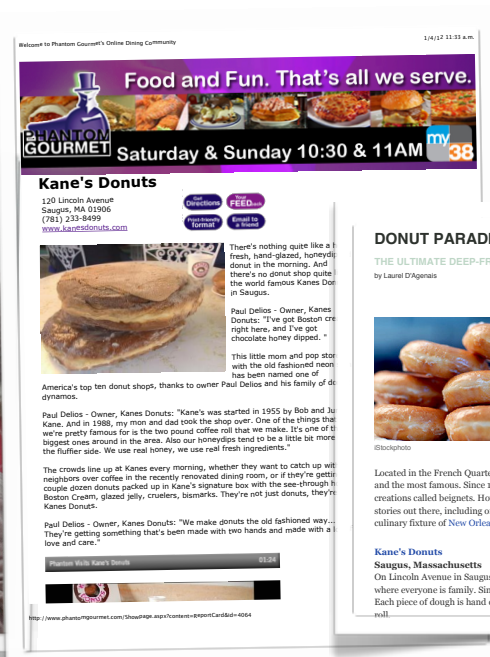 Welcome to Phantom Gourmet's Online Dining Community
1/4/12 11:33 a.m.
Food and Fun. That's all we serve.
PHANTOM
GOURMET
Saturday & Sunday 10:30 & 11AM
my
38
Kane's Donuts
120 Lincoln Avenue
Saugus, MA 01906
(781) 233-8499
www.kanesdonuts.com
Get Directions
Your FEEDback
Print-friendly format
Email to a friend
There's nothing quite like a
fresh, hand-glazed, honeydip
donut in the morning. And
there's no donut shop quite
the world famous Kanes Don
in Saugus.
Paul Delios - Owner, Kanes
Donuts: "I've got Boston cre
right here, and I've got
chocolate honey dipped. "
This little mom and pop stor
with the old fashioned neon
has been named one of
America's top ten donut shops, thanks to owner Paul Delios and his family of do
dynamos.
Paul Delios - Owner, Kanes Donuts: "Kane's was started in 1955 by Bob and Ju
Kane. And in 1988, my mon and dad took the shop over. One of the things that
we're pretty famous for is the two pound coffee roll that we make. It's one of t
biggest ones around in the area. Also our honeydips tend to be a little bit more
the fluffier side. We use real honey, we use real fresh ingredients."
The crowds line up at Kanes every morning, whether they want to catch up wit
neighbors over coffee in the recently renovated dining room, or if they're gettin
couple dozen donuts packed up in Kane's signature box with the see-through h
Boston Cream, glazed jelly, cruelers, bismarks. They're not just donuts, they're
Kanes Donuts.
Paul Delios - Owner, Kanes Donuts: "We make donuts the old fashioned way...
They're getting something that's been made with two hands and made with a l
love and care."
Phantom Visits Kane's Donuts
01:24
http://www.phantomgourmet.com/Showpage.aspx?content=reportCard&id=4064
DONUT PARADI
THE ULTIMATE DEEP-FR
by Laurel D'Agenais
iStockphoto
Located in the French Quarte
and the most famous. Since 1
creations called beignets. Ho
stories out there, including o
culinary fixture of New Orlea
Kane's Donuts
Saugus, Massachusetts
On Lincoln Avenue in Saugus
where everyone is family. Sin
Each piece of dough is hand
roll